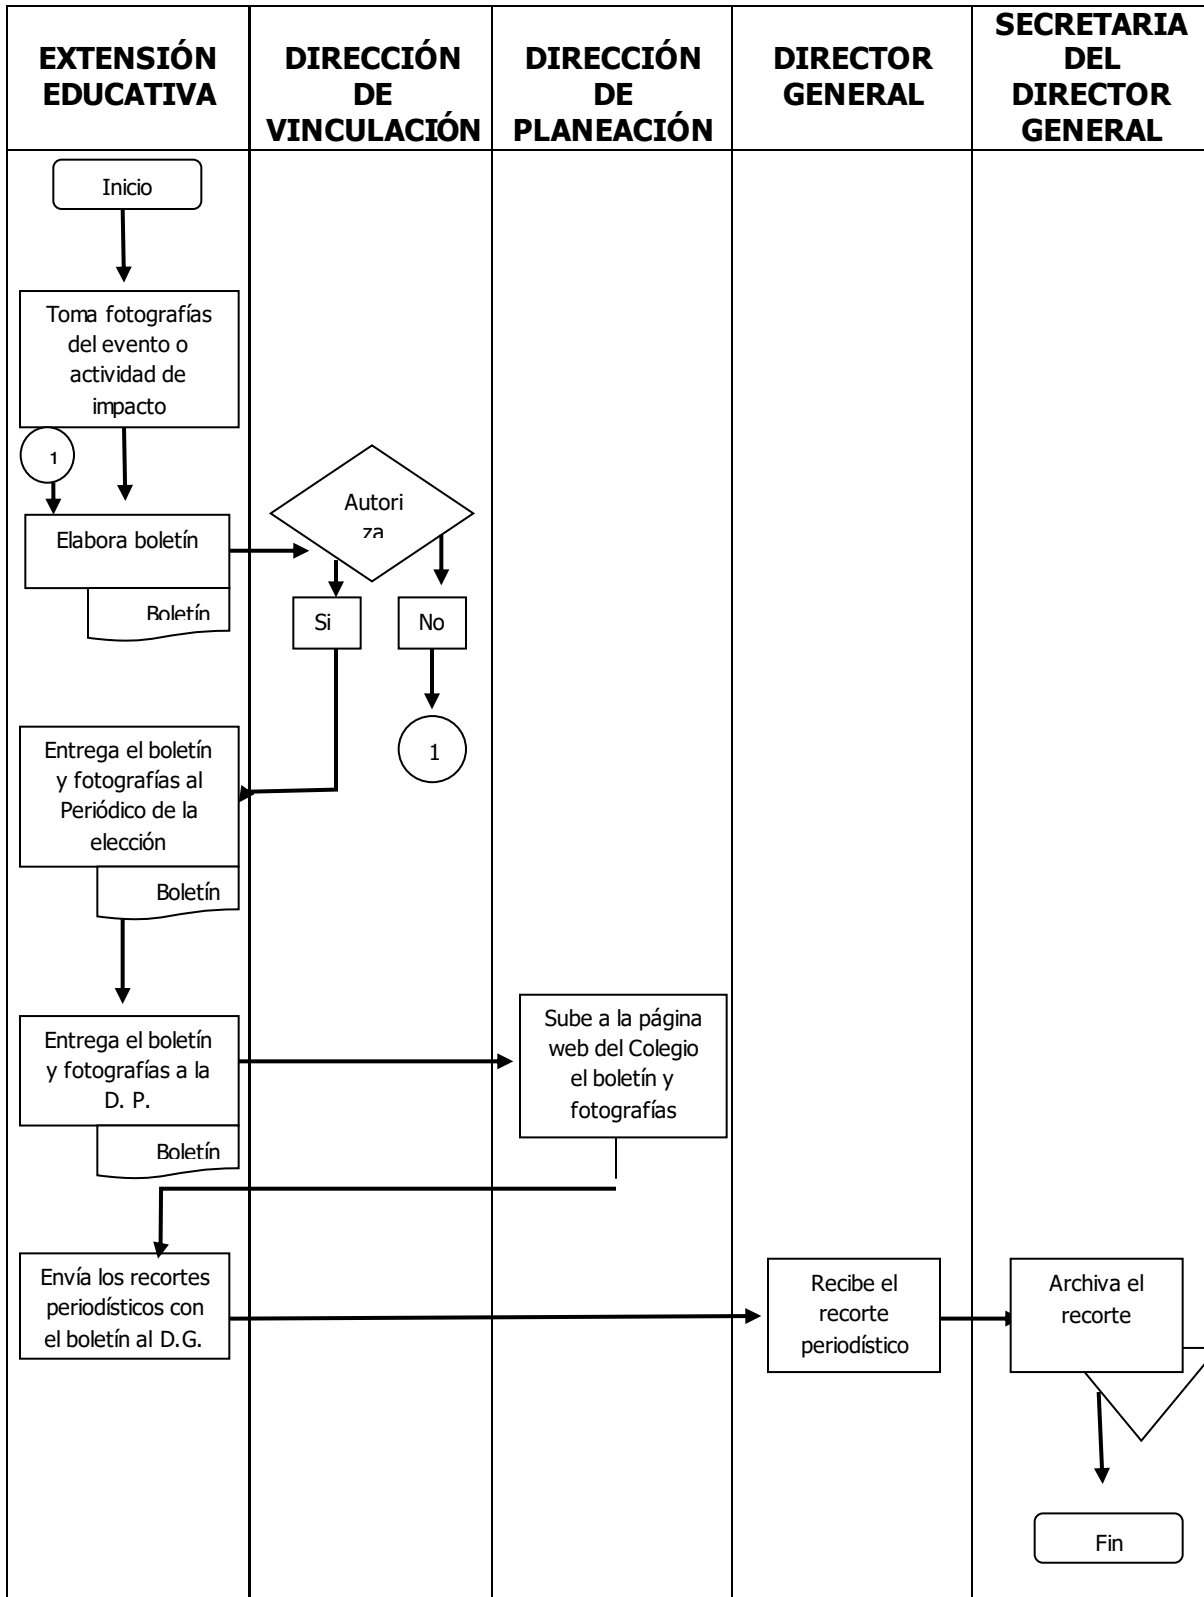 EXTENSIÓN
EDUCATIVA
DIRECCIÓN
DE
VINCULACIÓN
DIRECCIÓN
DE
PLANEACIÓN
DIRECTOR
GENERAL
SECRETARIA
DEL
DIRECTOR
GENERAL
Inicio
Toma fotografías
del evento o
actividad de
impacto
1
Elabora boletín
Boletín
Autori
za
Si
No
1
Entrega el boletín
y fotografías al
Periódico de la
elección
Boletín
Entrega el boletín
y fotografías a la
D. P.
Boletín
Sube a la página
web del Colegio
el boletín y
fotografías
Envía los recortes
periodísticos con
el boletín al D.G.
Recibe el
recorte
periodístico
Archiva el
recorte
Fin